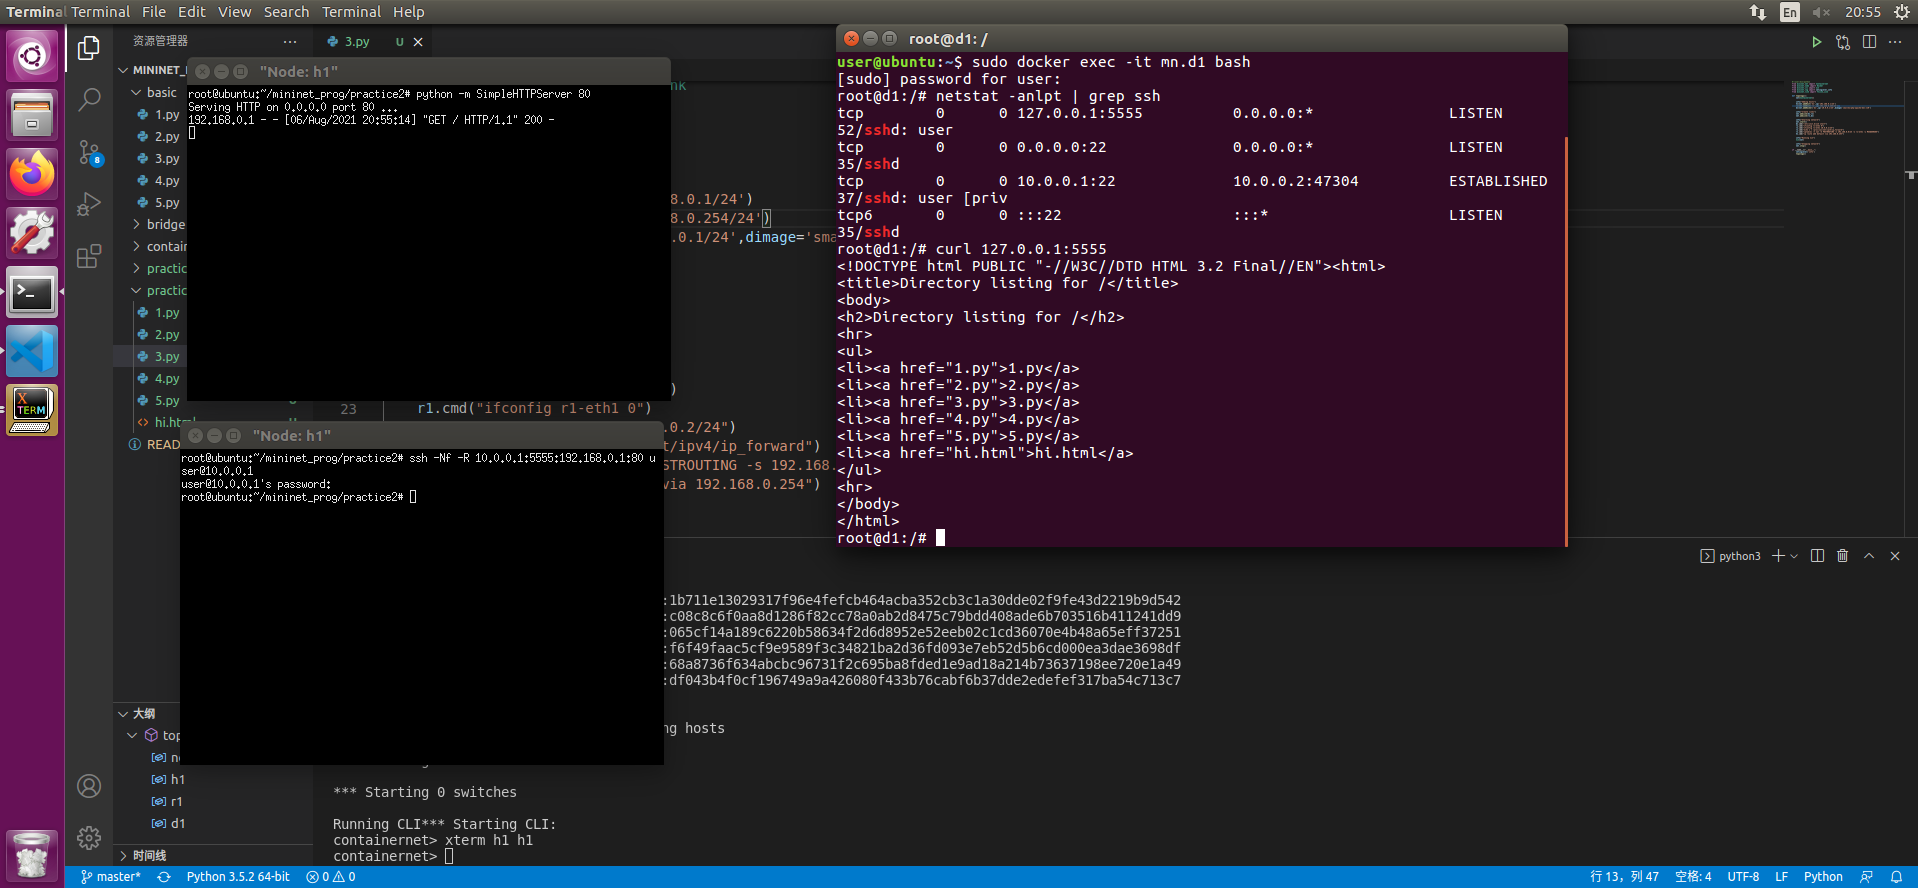 Terminal Terminal File Edit View Search Terminal Help
En 20:55
资源管理器
MININET_
basic
1.py
2.py
3.py
4.py
5.py
bridge
contai
practic
practic
1.py
2.py
3.py
4.py
5.py
hi.html
READ
8
大纲
top
n
h1
r1
d1
时间线
3.py U
"Node: h1"
root@ubuntu:~/mininet_prog/practice2# python -m SimpleHTTPServer 80
Serving HTTP on 0.0.0.0 port 80 ...
192.168.0.1 - - [06/Aug/2021 20:55:14] "GET / HTTP/1.1" 200 -
nk
8.0.1/24')
8.0.254/24')
.0.1/24',dimage='sma
)
23 r1.cmd("ifconfig r1-eth1 0")
.0.2/24")
t/ipv4/ip_forward")
STROUTING -s 192.168.
via 192.168.0.254")
"Node: h1"
root@ubuntu:~/mininet_prog/practice2# ssh -Nf -R 10.0.0.1:5555:192.168.0.1:80 u
ser@10.0.0.1
user@10.0.0.1's password:
root@ubuntu:~/mininet_prog/practice2#
root@d1: /
user@ubuntu:~$ sudo docker exec -it mn.d1 bash
[sudo] password for user:
root@d1:/# netstat -anlpt | grep ssh
tcp 0 0 127.0.0.1:5555 0.0.0.0:* LISTEN
52/sshd: user
tcp 0 0 0.0.0.0:22 0.0.0.0:* LISTEN
35/sshd
tcp 0 0 10.0.0.1:22 10.0.0.2:47304 ESTABLISHED
37/sshd: user [priv
tcp6 0 0 :::22 :::* LISTEN
35/sshd
root@d1:/# curl 127.0.0.1:5555
<!DOCTYPE html PUBLIC "-//W3C//DTD HTML 3.2 Final//EN"><html>
<title>Directory listing for /</title>
<body>
<h2>Directory listing for /</h2>
<hr>
<ul>
<li><a href="1.py">1.py</a>
<li><a href="2.py">2.py</a>
<li><a href="3.py">3.py</a>
<li><a href="4.py">4.py</a>
<li><a href="5.py">5.py</a>
<li><a href="hi.html">hi.html</a>
</ul>
<hr>
</body>
</html>
root@d1:/#
python3
:1b711e13029317f96e4fefcb464acba352cb3c1a30dde02f9fe43d2219b9d542
:c08c8c6f0aa8d1286f82cc78a0ab2d8475c79bdd408ade6b703516b411241dd9
:065cf14a189c6220b58634f2d6d8952e52eeb02c1cd36070e4b48a65eff37251
:f6f49faac5cf9e9589f3c34821ba2d36fd093e7eb52d5b6cd000ea3dae3698df
:68a8736f634abcbc96731f2c695ba8fded1e9ad18a214b73637198ee720e1a49
:df043b4f0cf196749a9a426080f433b76cabf6b37dde2edefef317ba54c713c7
ng hosts
*** Starting 0 switches
Running CLI*** Starting CLI:
containernet> xterm h1 h1
containernet>
master* Python 3.5.2 64-bit 0 0
行 13，列 47 空格: 4 UTF-8 LF Python